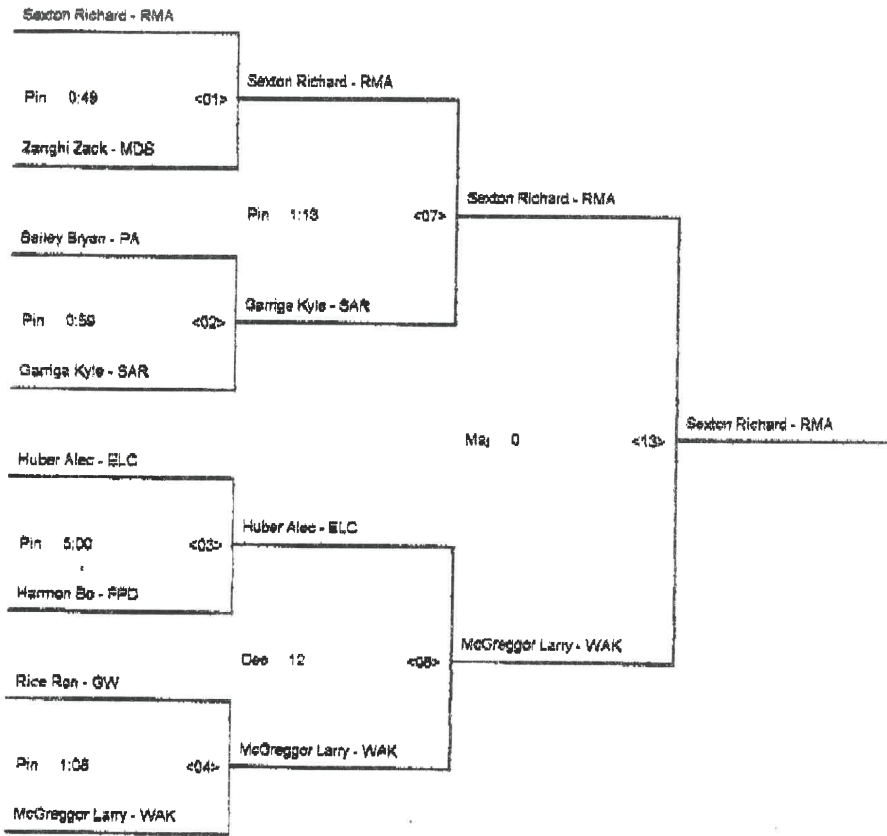 Sexton Richard - RMA
Pin 0:49 <01>
Sexton Richard - RMA
Zanghi Zack - MDS
Pin 1:13 <07>
Sexton Richard - RMA
Bailey Bryan - PA
Pin 0:59 <02>
Garriga Kyle - SAR
Garriga Kyle - SAR
Maj 0 <13>
Sexton Richard - RMA
Huber Alec - ELC
Pin 5:00 <03>
Huber Alec - ELC
Harmon Bo - FPD
Dec 12 <08>
McGreggor Larry - WAK
Rice Ron - GW
Pin 1:08 <04>
McGreggor Larry - WAK
McGreggor Larry - WAK